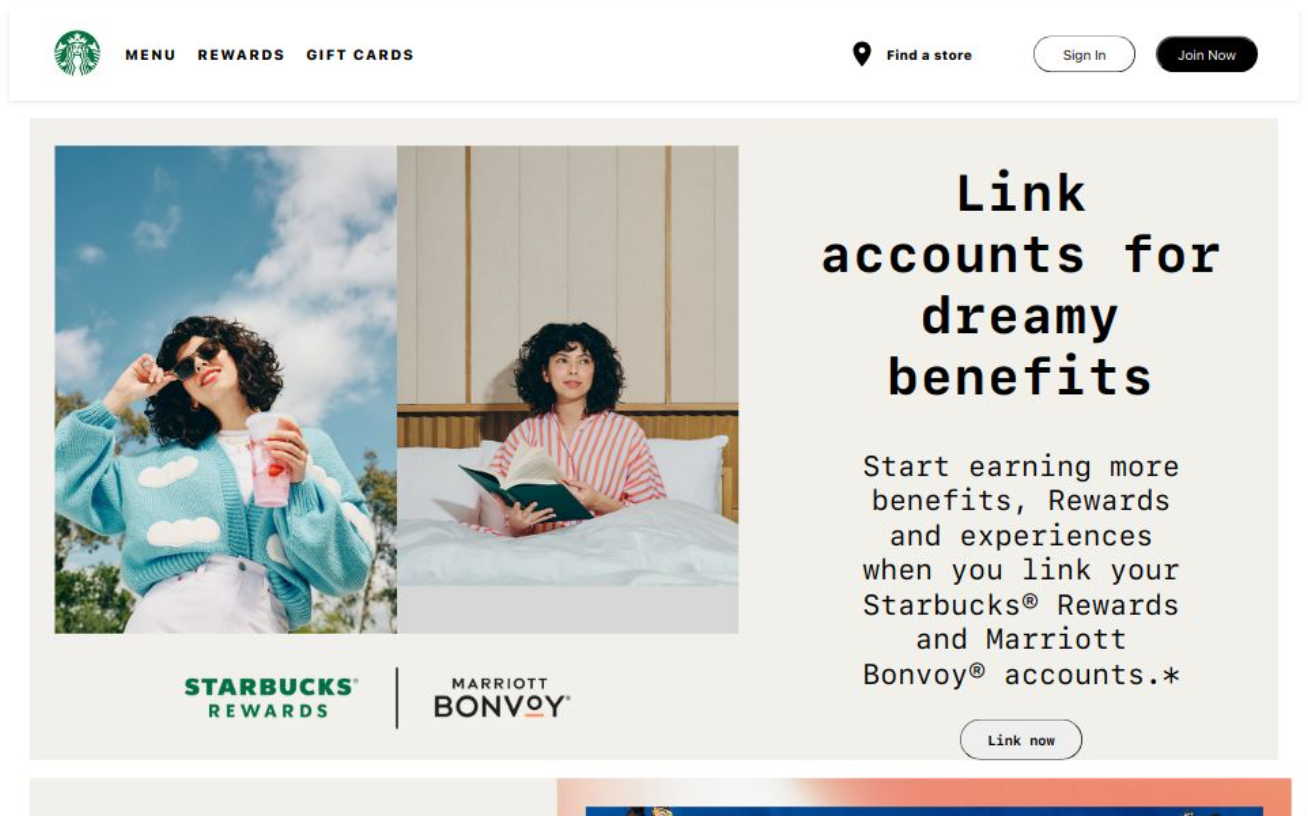 MENU REWARDS GIFT CARDS Find a store Sign In Join Now
Link
accounts for
dreamy
benefits
Start earning more
benefits, Rewards
and experiences
when you link your
Starbucks® Rewards
and Marriott
Bonvoy® accounts.*
Link now
STARBUCKS®
REWARDS
MARRIOTT
BONVOY®